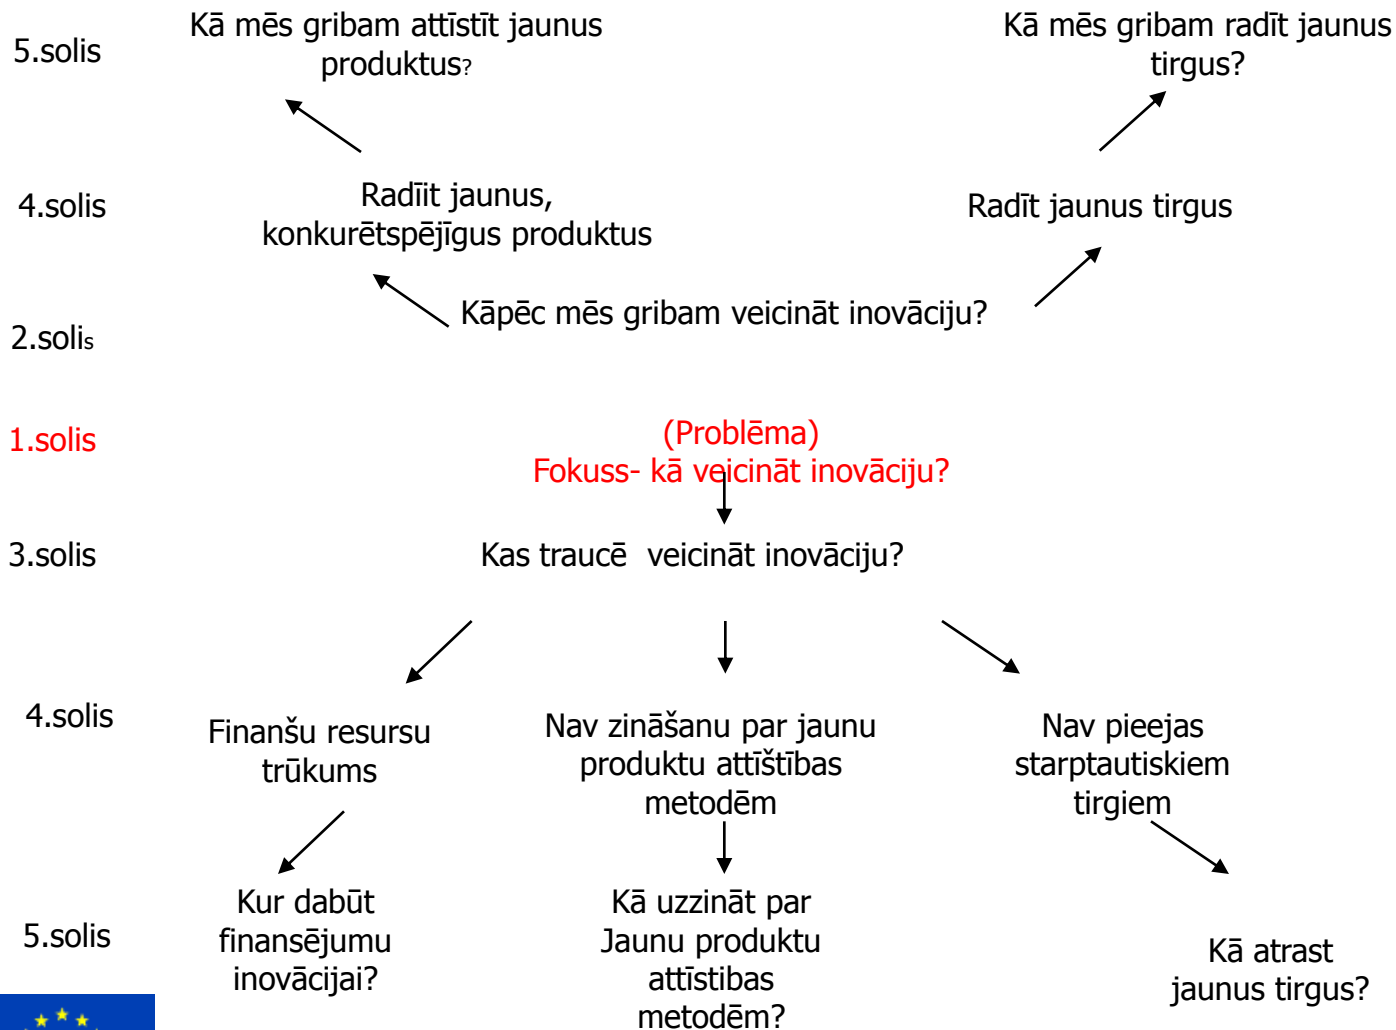 5.solis
Kā mēs gribam attīstīt jaunus
produktus?
Kā mēs gribam radīt jaunus
tirgus?
4.solis
Radīit jaunus,
konkurētspējīgus produktus
Radīt jaunus tirgus
2.solis
Kāpēc mēs gribam veicināt inovāciju?
1.solis
(Problēma)
Fokuss- kā veicināt inovāciju?
3.solis
Kas traucē  veicināt inovāciju?
4.solis
Finanšu resursu
trūkums
Nav zināšanu par jaunu
produktu attīštības
metodēm
Nav pieejas
starptautiskiem
tirgiem
5.solis
Kur dabūt
finansējumu
inovācijai?
Kā uzzināt par
Jaunu produktu
attīstibas
metodēm?
Kā atrast
jaunus tirgus?